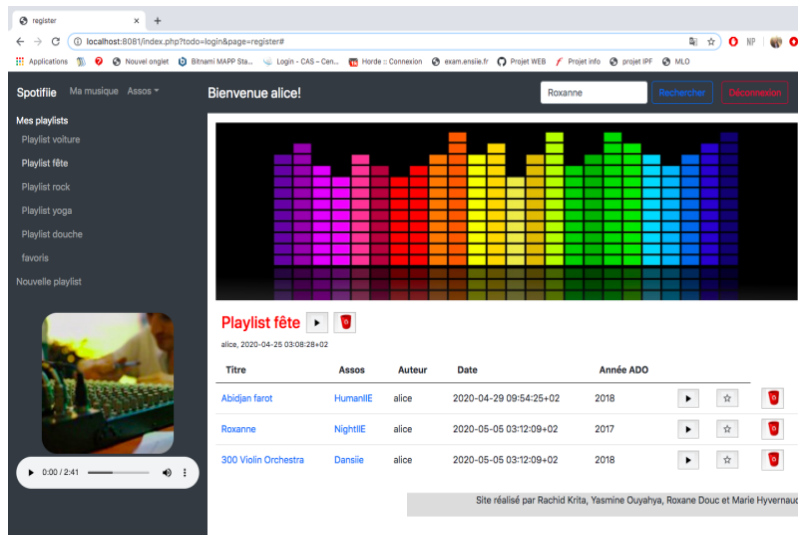 register
localhost:8081/index.php?todo=login&page=register#
NP
Applications Nouvel onglet Bitnami MAPP Sta... Login - CAS – Cen... Horde :: Connexion exam.ensiie.fr Projet WEB Projet info projet IPF MLO
Spotifiie Ma musique Assos Bienvenue alice! Roxanne Rechercher Déconnexion
Mes playlists
Playlist voiture
Playlist fête
Playlist rock
Playlist yoga
Playlist douche
favoris
Nouvelle playlist
0:00 / 2:41
Playlist fête
alice, 2020-04-25 03:08:28+02
Titre Assos Auteur Date Année ADO
Abidjan farot HumanIIE alice 2020-04-29 09:54:25+02 2018
Roxanne NightIIE alice 2020-05-05 03:12:09+02 2017
300 Violin Orchestra Dansiie alice 2020-05-05 03:12:09+02 2018
Site réalisé par Rachid Krita, Yasmine Ouyahya, Roxane Douc et Marie Hyvernaud